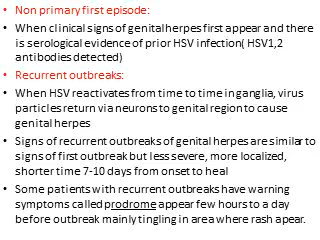 • Non primary first episode:
• When clinical signs of genital herpes first appear and there
is serological evidence of prior HSV infection( HSV1,2
antibodies detected)
• Recurrent outbreaks:
• When HSV reactivates from time to time in ganglia, virus
particles return via neurons to genital region to cause
genital herpes
• Signs of recurrent outbreaks of genital herpes are similar to
signs of first outbreak but less severe, more localized,
shorter time 7-10 days from onset to heal
• Some patients with recurrent outbreaks have warning
symptoms called prodrome appear few hours to a day
before outbreak mainly tingling in area where rash apear.